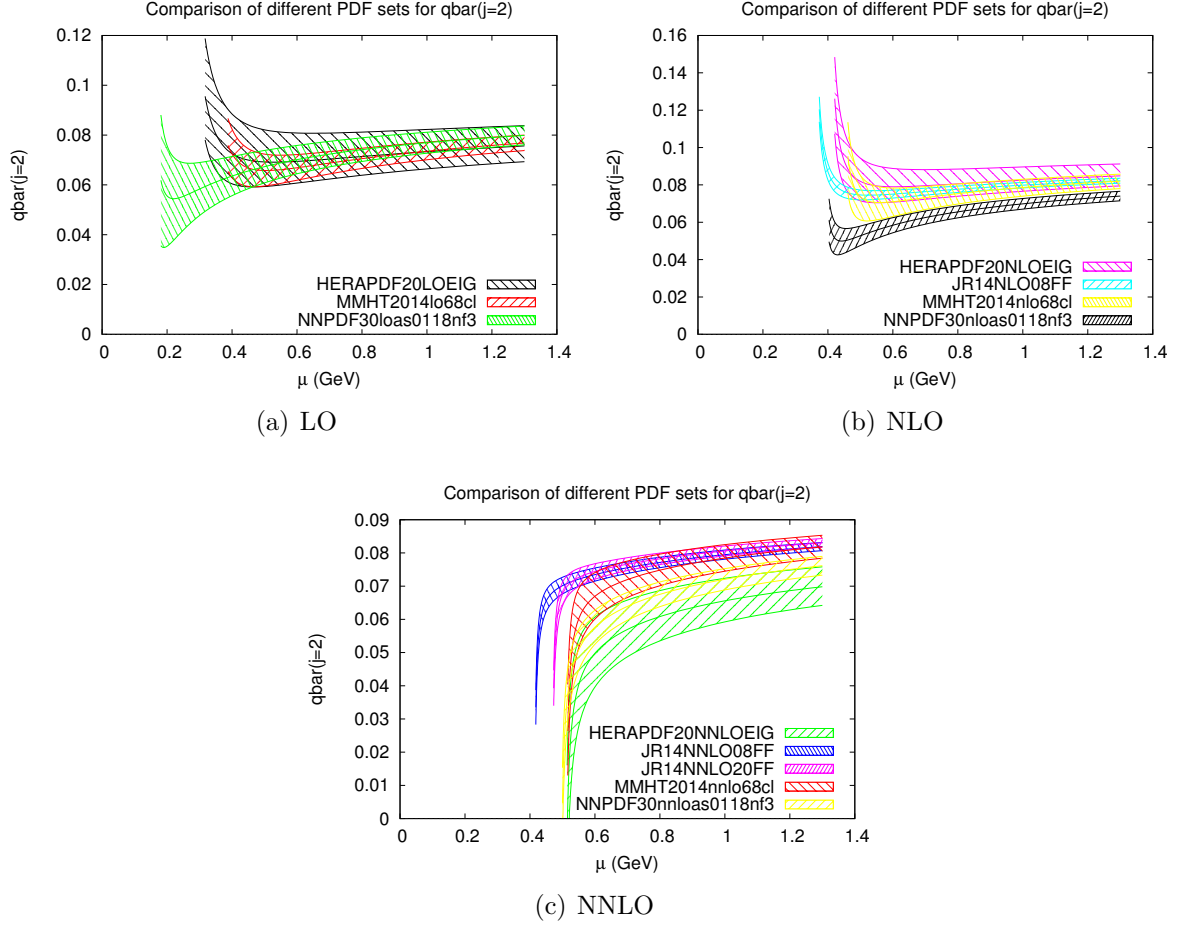 Comparison of different PDF sets for qbar(j=2)
0.12
0.1
0.08
0.06
0.04
0.02
0
qbar(j=2)
HERAPDF20LOEIG
MMHT2014lo68cl
NNPDF30loas0118nf3
0 0.2 0.4 0.6 0.8 1 1.2 1.4
μ (GeV)
(a) LO
Comparison of different PDF sets for qbar(j=2)
0.16
0.14
0.12
0.1
0.08
0.06
0.04
0.02
0
qbar(j=2)
HERAPDF20NLOEIG
JR14NLO08FF
MMHT2014nlo68cl
NNPDF30nloas0118nf3
0 0.2 0.4 0.6 0.8 1 1.2 1.4
μ (GeV)
(b) NLO
Comparison of different PDF sets for qbar(j=2)
0.09
0.08
0.07
0.06
0.05
0.04
0.03
0.02
0.01
0
qbar(j=2)
HERAPDF20NNLOEIG
JR14NNLO08FF
JR14NNLO20FF
MMHT2014nnlo68cl
NNPDF30nnloas0118nf3
0 0.2 0.4 0.6 0.8 1 1.2 1.4
μ (GeV)
(c) NNLO